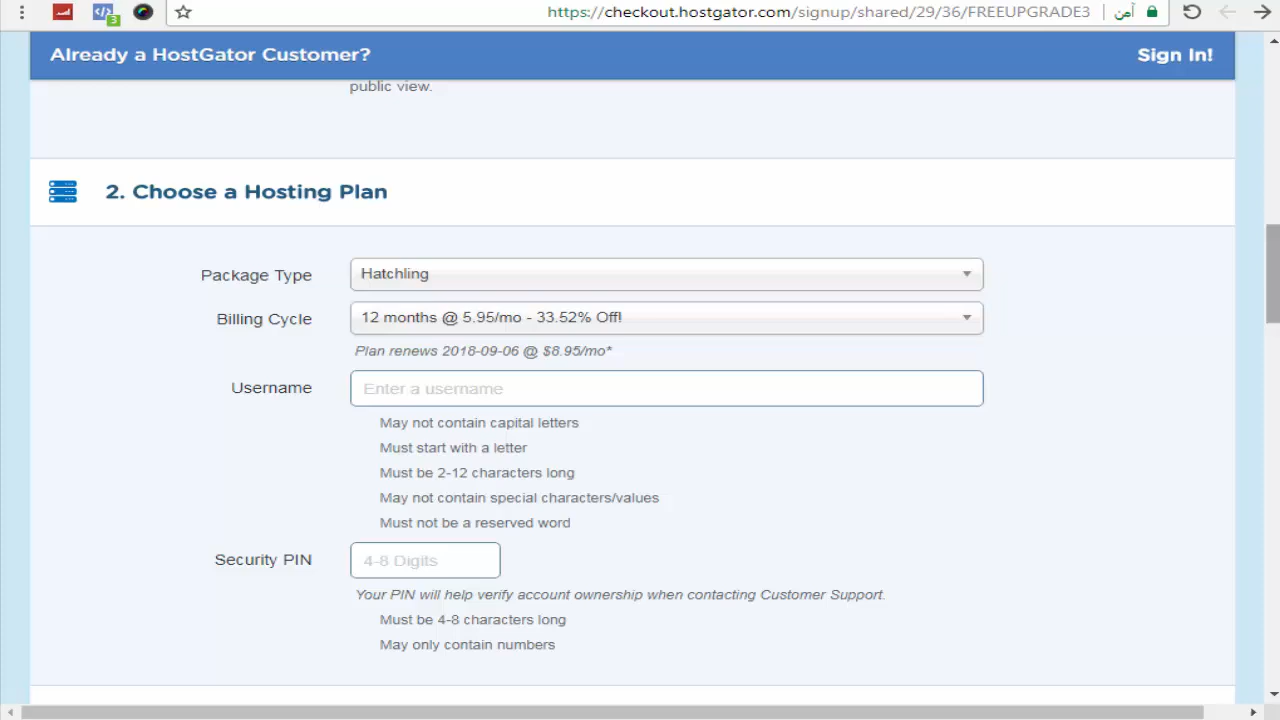 https://checkout.hostgator.com/signup/shared/29/36/FREEUPGRADE3 | آمن
3
Already a HostGator Customer? Sign In!
public view.
2. Choose a Hosting Plan
Package Type Hatchling
Billing Cycle 12 months @ 5.95/mo - 33.52% Off!
Plan renews 2018-09-06 @ $8.95/mo*
Username Enter a username
May not contain capital letters
Must start with a letter
Must be 2-12 characters long
May not contain special characters/values
Must not be a reserved word
Security PIN 4-8 Digits
Your PIN will help verify account ownership when contacting Customer Support.
Must be 4-8 characters long
May only contain numbers